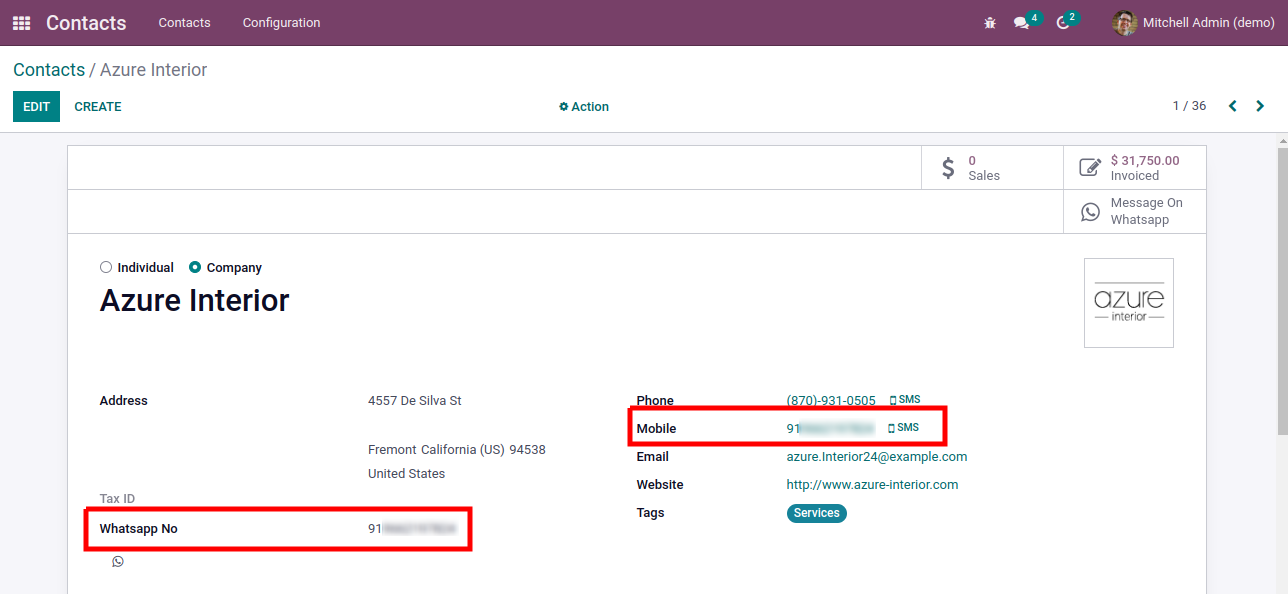 Contacts Contacts Configuration 4 2 Mitchell Admin (demo)
Contacts / Azure Interior
EDIT CREATE Action 1 / 36
0
Sales
$ 31,750.00
Invoiced
Message On
Whatsapp
Individual Company
Azure Interior
azure
interior
Address 4557 De Silva St
Fremont California (US) 94538
United States
Tax ID
Whatsapp No 91
Phone (870)-931-0505 SMS
Mobile 91 SMS
Email azure.Interior24@example.com
Website http://www.azure-interior.com
Tags Services